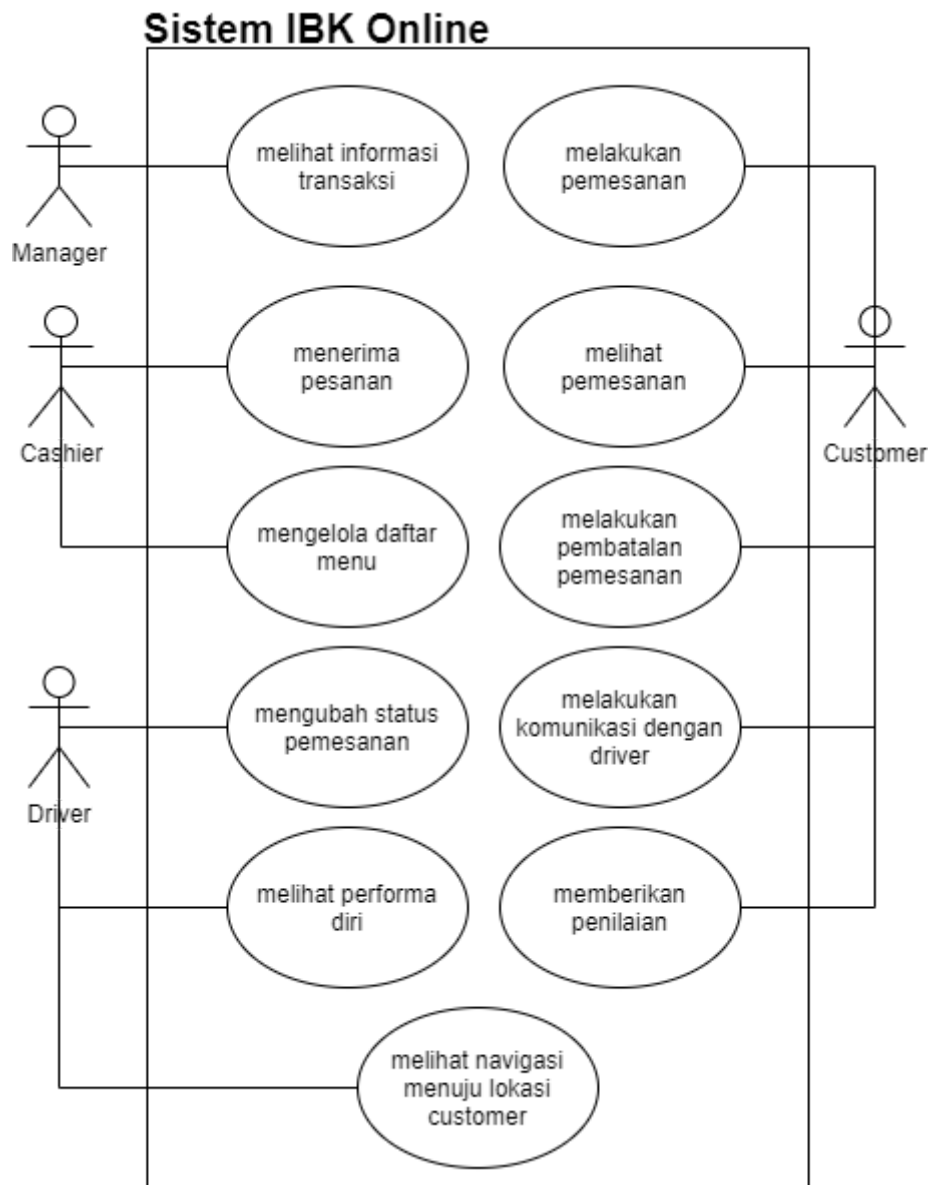 Sistem IBK Online
melihat informasi
transaksi
melakukan
pemesanan
Manager
menerima
pesanan
melihat
pemesanan
Cashier
Customer
mengelola daftar
menu
melakukan
pembatalan
pemesanan
mengubah status
pemesanan
melakukan
komunikasi dengan
driver
Driver
melihat performa
diri
memberikan
penilaian
melihat navigasi
menuju lokasi
customer